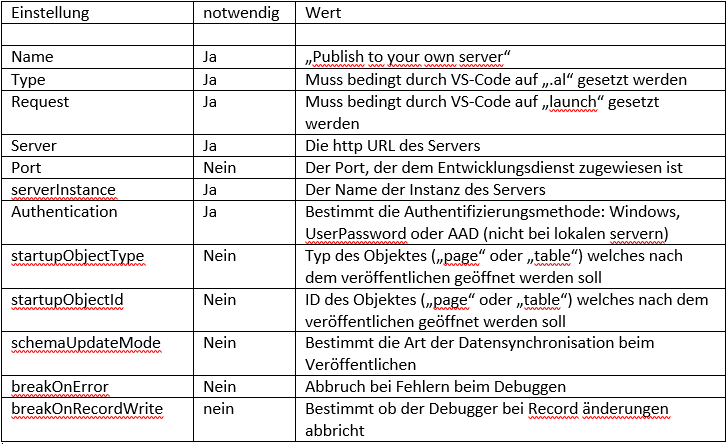 Einstellung notwendig Wert
Name Ja „Publish to your own server“
Type Ja Muss bedingt durch VS-Code auf „.al“ gesetzt werden
Request Ja Muss bedingt durch VS-Code auf „launch“ gesetzt
werden
Server Ja Die http URL des Servers
Port Nein Der Port, der dem Entwicklungsdienst zugewiesen ist
serverInstance Ja Der Name der Instanz des Servers
Authentication Ja Bestimmt die Authentifizierungsmethode: Windows,
UserPassword oder AAD (nicht bei lokalen servern)
startupObjectType Nein Typ des Objektes („page“ oder „table“) welches nach
dem veröffentlichen geöffnet werden soll
startupObjectId Nein ID des Objektes („page“ oder „table“) welches nach dem
veröffentlichen geöffnet werden soll
schemaUpdateMode Nein Bestimmt die Art der Datensynchronisation beim
Veröffentlichen
breakOnError Nein Abbruch bei Fehlern beim Debuggen
breakOnRecordWrite nein Bestimmt ob der Debugger bei Record änderungen
abbricht